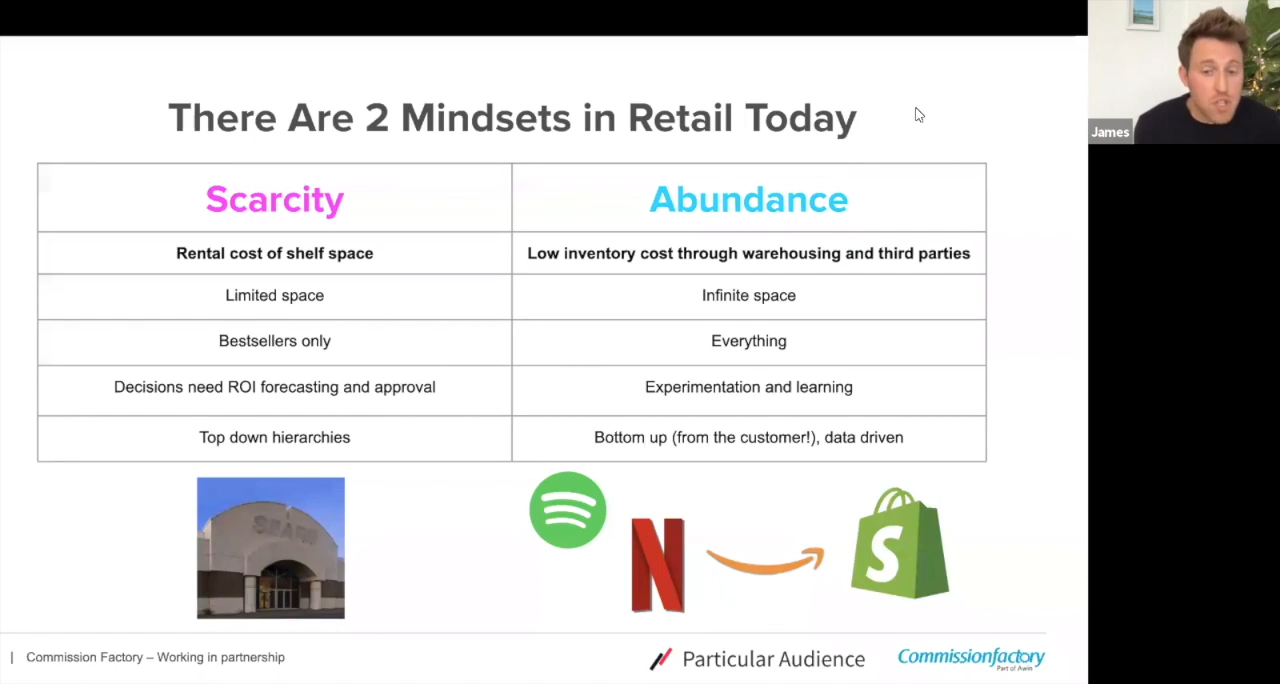 There Are 2 Mindsets in Retail Today
James
Scarcity
Abundance
Rental cost of shelf space
Low inventory cost through warehousing and third parties
Limited space
Infinite space
Bestsellers only
Everything
Decisions need ROI forecasting and approval
Experimentation and learning
Top down hierarchies
Bottom up (from the customer!), data driven
SEARS
N
S
| Commission Factory – Working in partnership
Particular Audience
Commissionfactory
Part of Awin